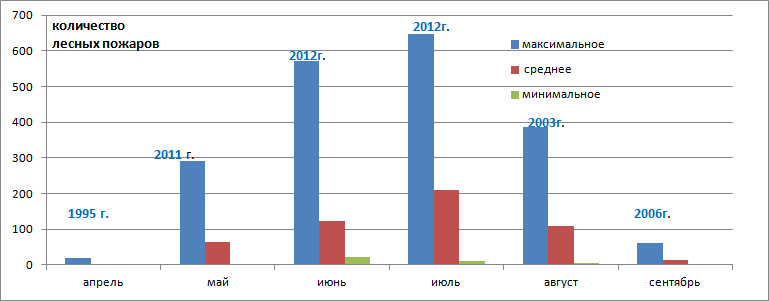 700
количество
лесных пожаров
600
500
400
300
200
100
0
1995 г.
2011 г.
2012г.
2012г.
2003г.
2006г.
максимальное
среднее
минимальное
апрель
май
июнь
июль
август
сентябрь